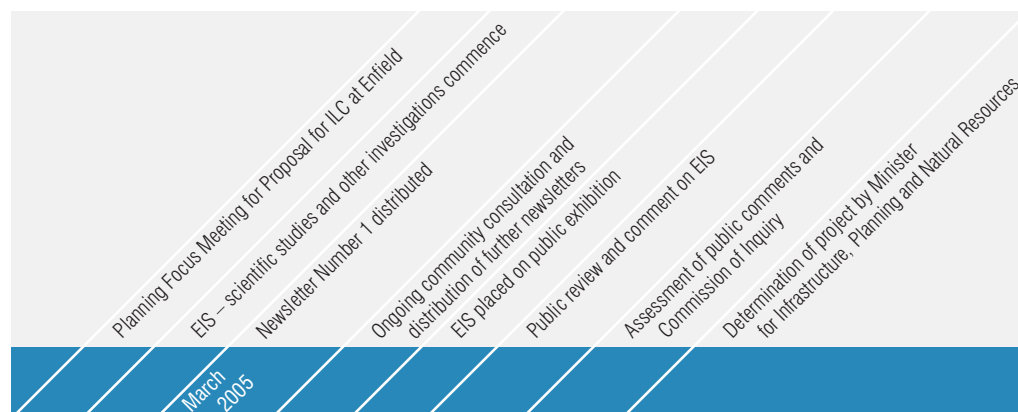 Planning Focus Meeting for Proposal for ILC at Enfield
EIS – scientific studies and other investigations commence
Newsletter Number 1 distributed
Ongoing community consultation and
distribution of further newsletters
EIS placed on public exhibition
Public review and comment on EIS
Assessment of public comments and
Commission of Inquiry
Determination of project by Minister
for Infrastructure, Planning and Natural Resources
March
2005